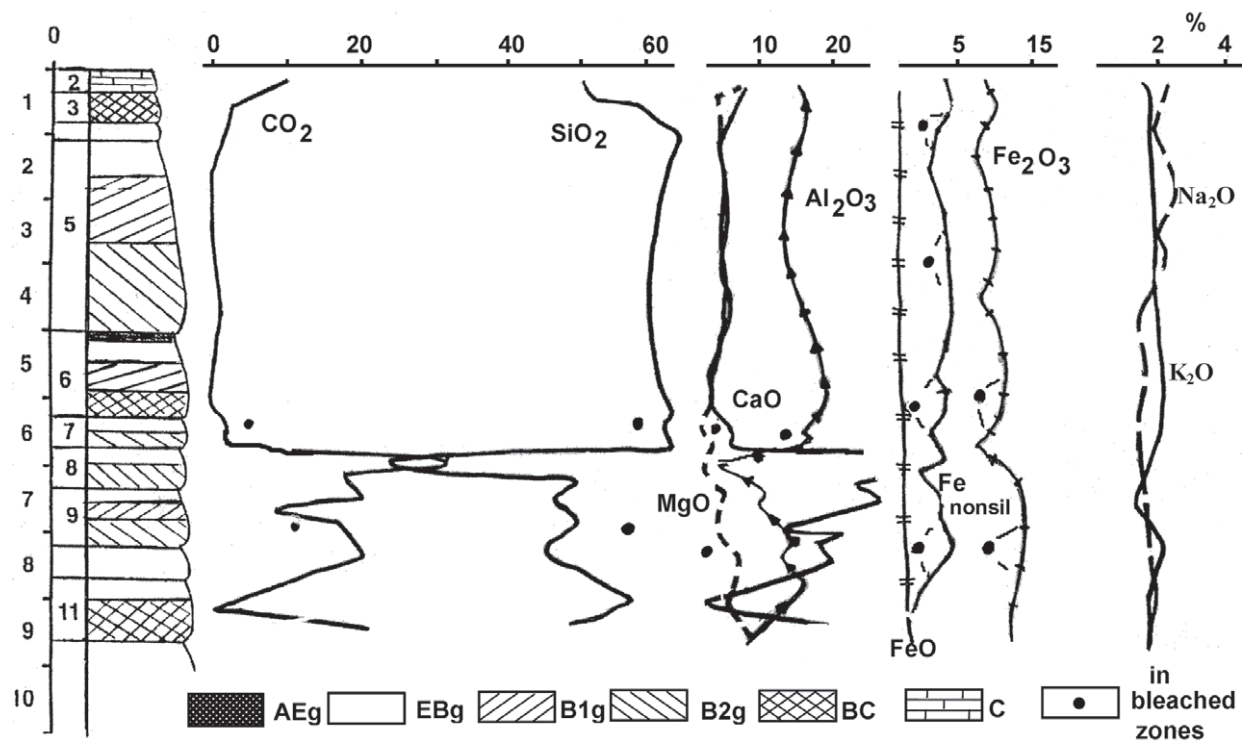 %
0
0 20 40 60 10 20 5 15 2 4
1
2
3
4
5
6
7
8
9
10
2
3
5
6
7
8
9
11
CO2
SiO2
Al2O3
Fe2O3
Na2O
K2O
CaO
MgO
Fe
nonsil
FeO
AEg EBg B1g B2g BC C
in
bleached
zones